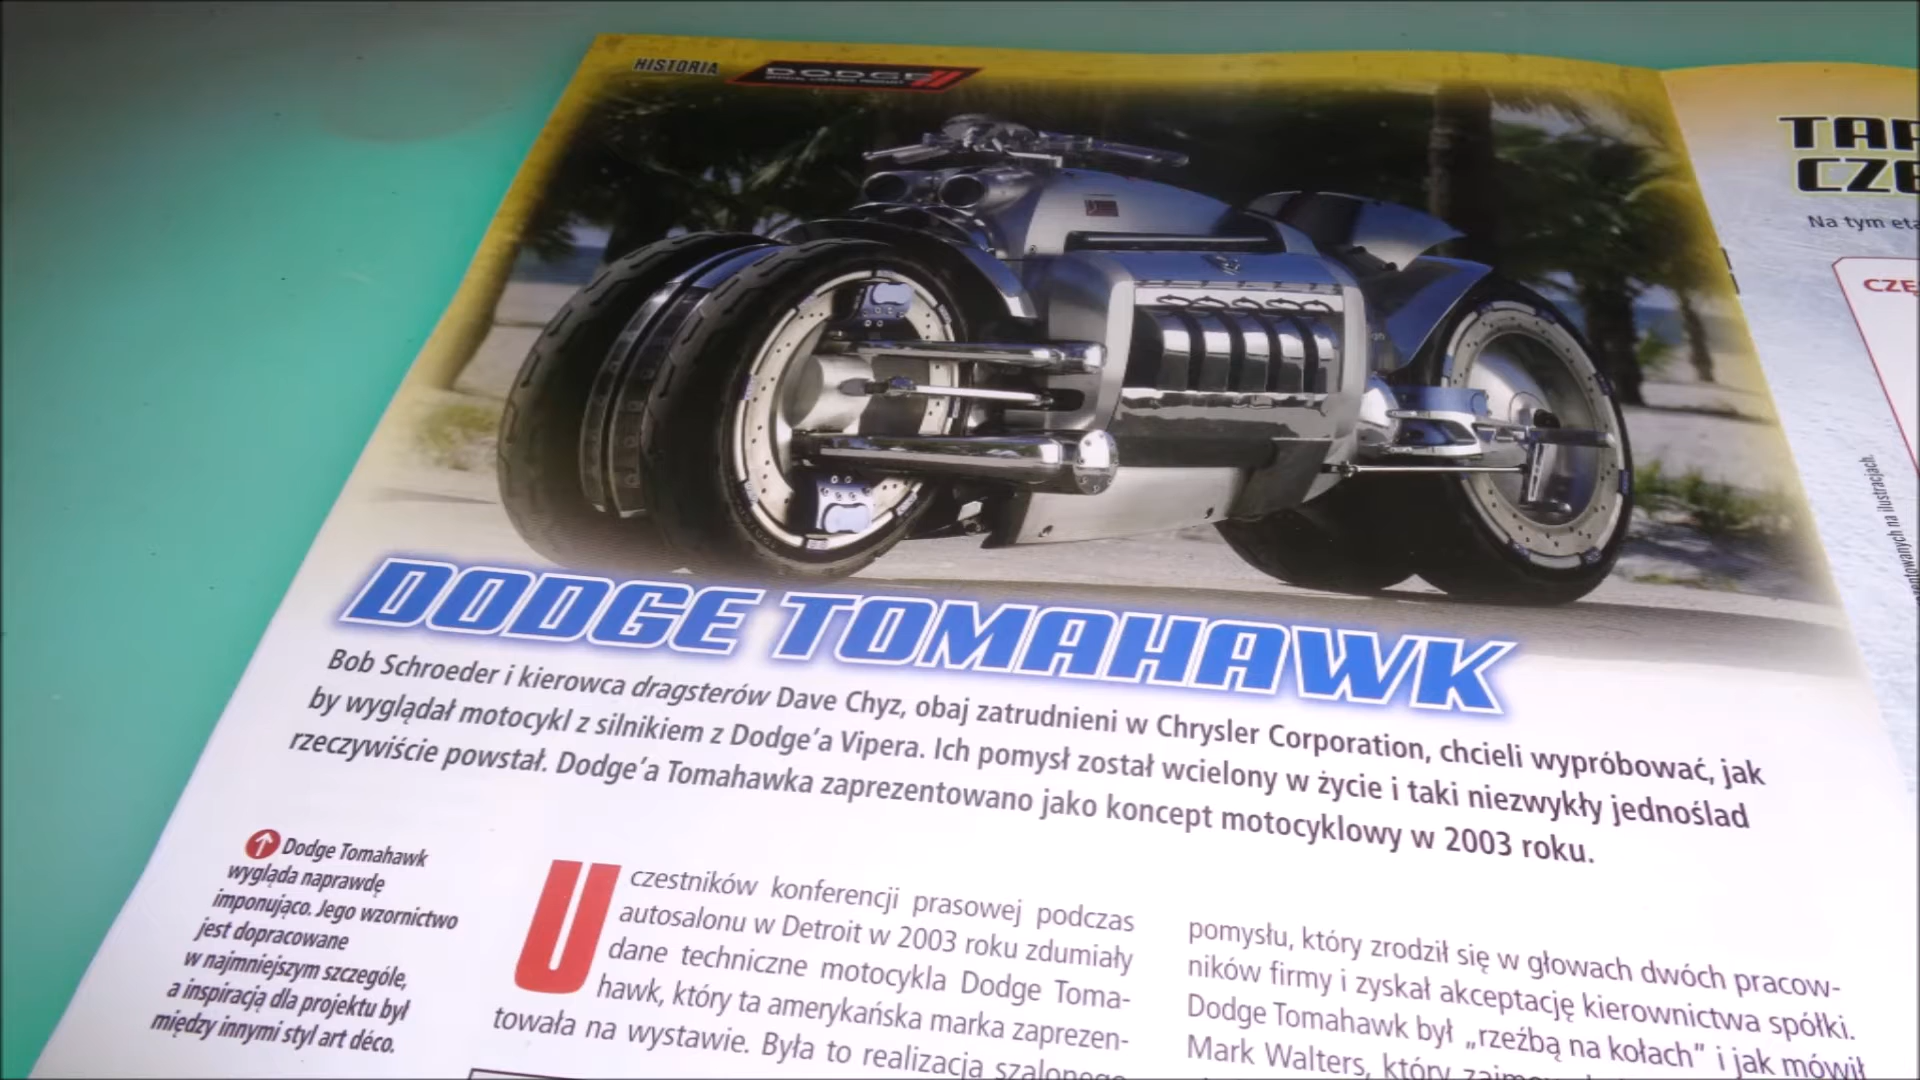 HISTORIA
DODGE
DODGE TOMAHAWK
Bob Schroeder i kierowca dragsterów Dave Chyz, obaj zatrudnieni w Chrysler Corporation, chcieli wypróbować, jak
by wyglądał motocykl z silnikiem z Dodge'a Vipera. Ich pomysł został wcielony w życie i taki niezwykły jednoślad
rzeczywiście powstał. Dodge'a Tomahawka zaprezentowano jako koncept motocyklowy w 2003 roku.
Dodge Tomahawk
wygląda naprawdę
imponująco. Jego wzornictwo
jest dopracowane
w najmniejszym szczególe,
a inspiracją dla projektu był
między innymi styl art déco.
Uczestników konferencji prasowej podczas
autosalonu w Detroit w 2003 roku zdumiały
dane techniczne motocykla Dodge Toma-
hawk, który ta amerykańska marka zaprezen-
towała na wystawie. Była to realizacja szalonego
pomysłu, który zrodził się w głowach dwóch pracow-
ników firmy i zyskał akceptację kierownictwa spółki.
Dodge Tomahawk był „rzeźbą na kołach" i jak mówił
Mark Walters, który
Na tym
na ilustracjach.